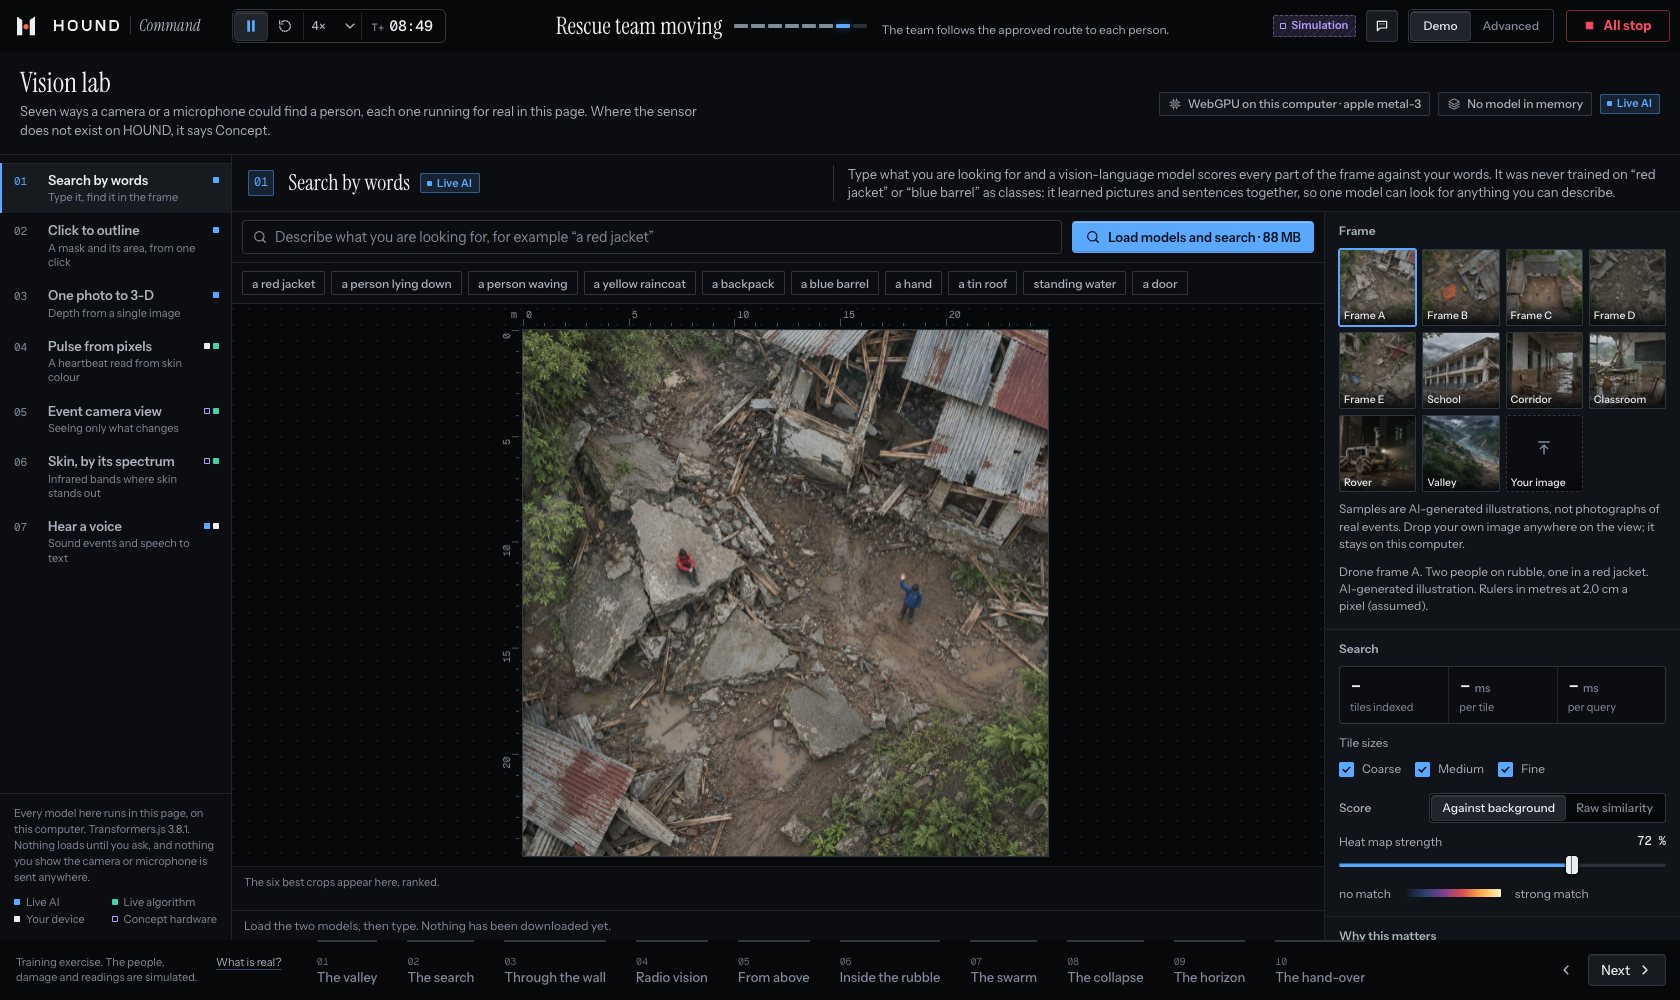 HOUND
Command
4×
T+ 08:49
Rescue team moving
The team follows the approved route to each person.
Simulation
Demo
Advanced
All stop
Vision lab
Seven ways a camera or a microphone could find a person, each one running for real in this page. Where the sensor
does not exist on HOUND, it says Concept.
WebGPU on this computer · apple metal-3
No model in memory
Live AI
01
Search by words
Type it, find it in the frame
02
Click to outline
A mask and its area, from one
click
03
One photo to 3-D
Depth from a single image
04
Pulse from pixels
A heartbeat read from skin
colour
05
Event camera view
Seeing only what changes
06
Skin, by its spectrum
Infrared bands where skin
stands out
07
Hear a voice
Sound events and speech to
text
Every model here runs in this page, on
this computer. Transformers.js 3.8.1.
Nothing loads until you ask, and nothing
you show the camera or microphone is
sent anywhere.
Live AI
Live algorithm
Your device
Concept hardware
01
Search by words
Live AI
Type what you are looking for and a vision-language model scores every part of the frame against your words. It was never trained on “red
jacket” or “blue barrel” as classes: it learned pictures and sentences together, so one model can look for anything you can describe.
Describe what you are looking for, for example “a red jacket”
Load models and search · 88 MB
a red jacket
a person lying down
a person waving
a yellow raincoat
a backpack
a blue barrel
a hand
a tin roof
standing water
a door
m 0 5 10 15 20
0
5
10
15
20
The six best crops appear here, ranked.
Load the two models, then type. Nothing has been downloaded yet.
Frame
Frame A
Frame B
Frame C
Frame D
Frame E
School
Corridor
Classroom
Rover
Valley
Your image
Samples are AI-generated illustrations, not photographs of
real events. Drop your own image anywhere on the view; it
stays on this computer.
Drone frame A. Two people on rubble, one in a red jacket.
AI-generated illustration. Rulers in metres at 2.0 cm a
pixel (assumed).
Search
–
tiles indexed
– ms
per tile
– ms
per query
Tile sizes
Coarse
Medium
Fine
Score
Against background
Raw similarity
Heat map strength
72 %
no match
strong match
Why this matters
Training exercise. The people,
damage and readings are simulated.
What is real?
01
The valley
02
The search
03
Through the wall
04
Radio vision
05
From above
06
Inside the rubble
07
The swarm
08
The collapse
09
The horizon
10
The hand-over
Next